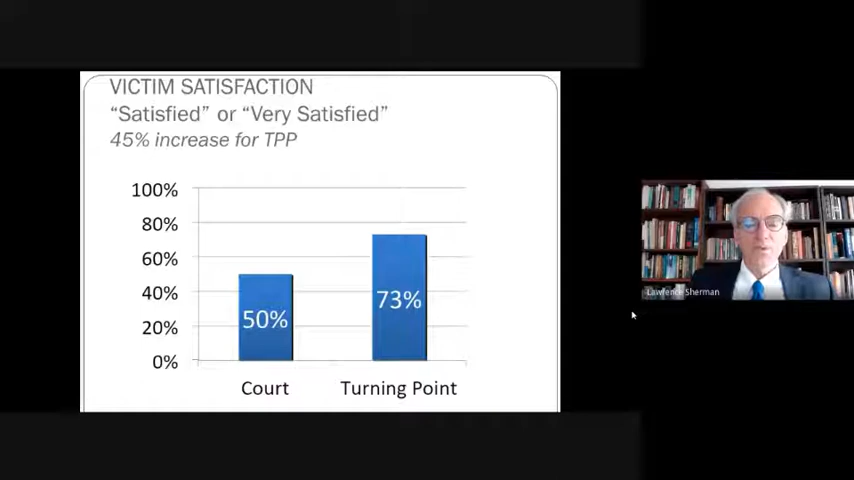 VICTIM SATISFACTION
“Satisfied” or “Very Satisfied”
45% increase for TPP
100%
80%
60%
40%
20%
0%
50%
73%
Court
Turning Point
Lawrence Sherman